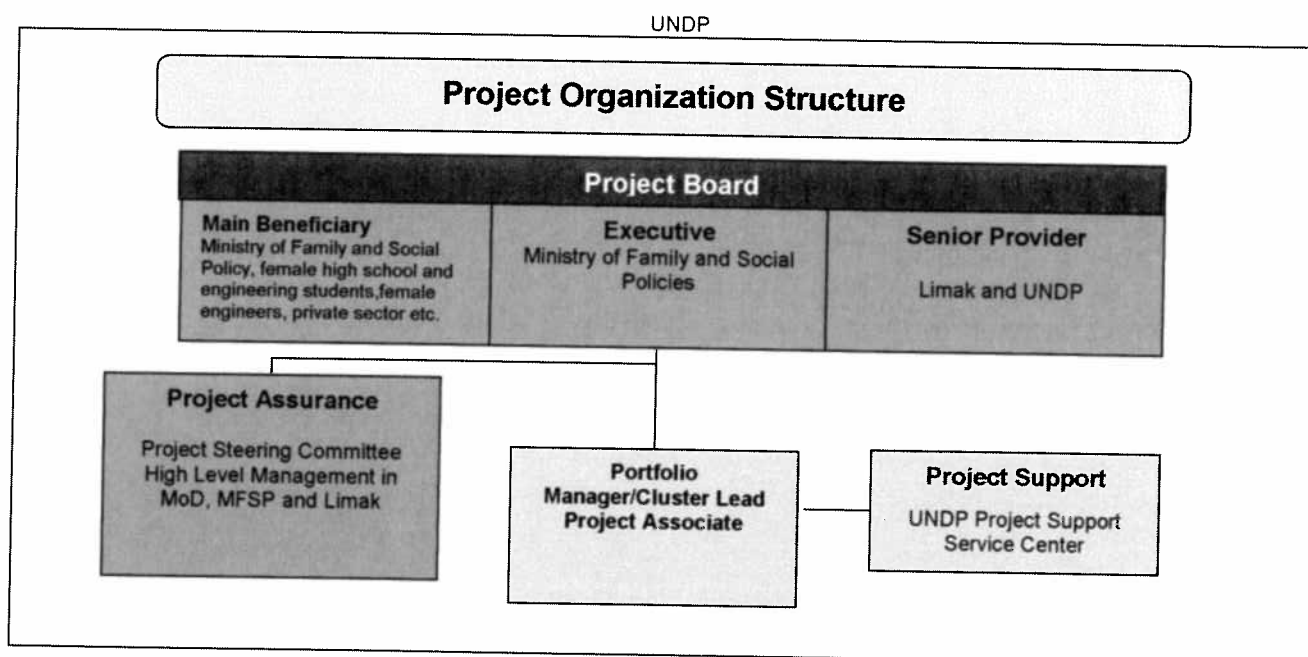 UNDP
Project Organization Structure
Project Board
Main Beneficiary
Ministry of Family and Social
Policy, female high school and
engineering students,female
engineers, private sector etc.
Executive
Ministry of Family and Social
Policies
Senior Provider
Limak and UNDP
Project Assurance
Project Steering Committee
High Level Management in
MoD, MFSP and Limak
Portfolio
Manager/Cluster Lead
Project Associate
Project Support
UNDP Project Support
Service Center